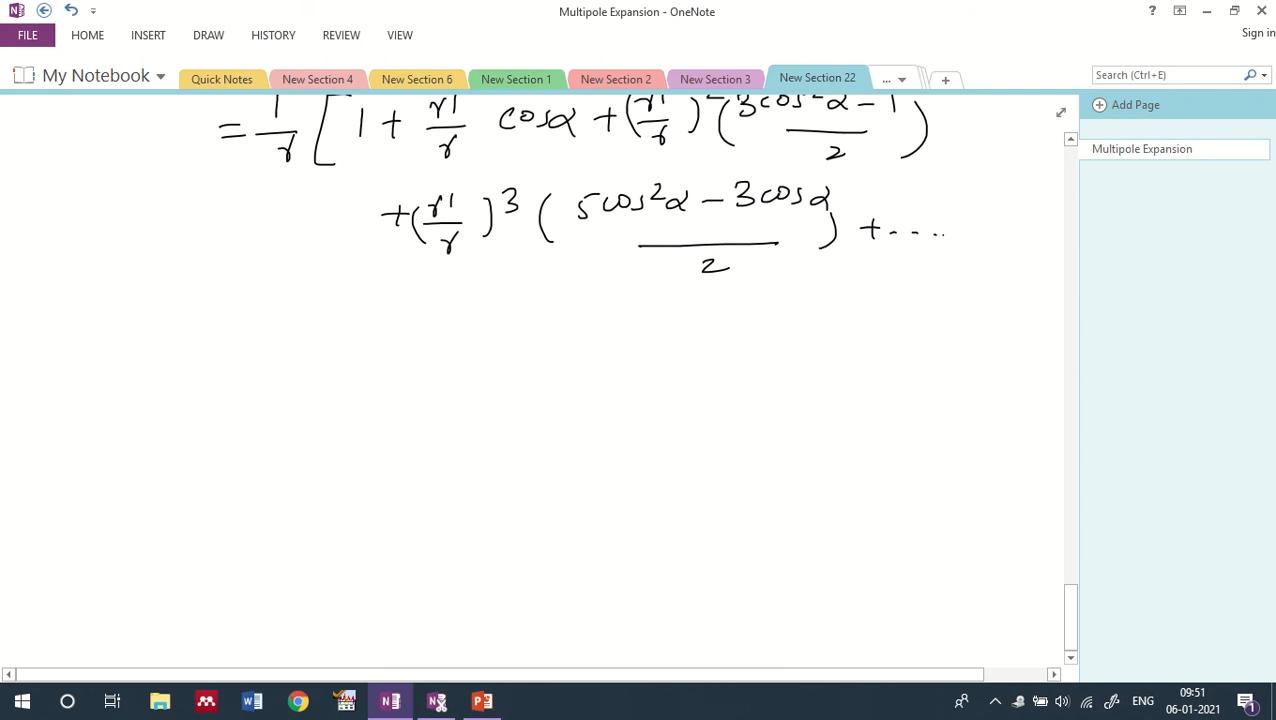 Multipole Expansion - OneNote
?
FILE HOME INSERT DRAW HISTORY REVIEW VIEW
Sign in
My Notebook
Quick Notes New Section 4 New Section 6 New Section 1 New Section 2 New Section 3 New Section 22 ... +
Search (Ctrl+E)
Add Page
Multipole Expansion
= 1/r [ 1 + r'/r cosα + (r'/r)² ( (3cos²α - 1)/2 )
+ (r'/r)³ ( (5cos²α - 3cosα)/2 ) + .....
ENG
09:51
06-01-2021
1